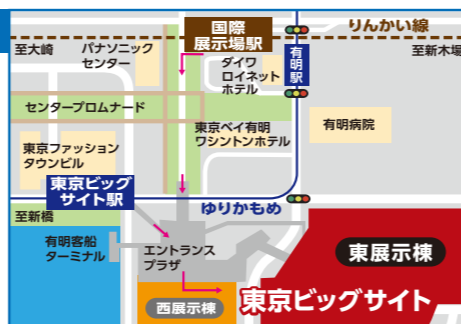 国際
展示場駅
りんかい線
至大崎
パナソニック
センター
ダイワ
ロイネット
ホテル
有明駅
至新木場
センタープロムナード
東京ベイ有明
ワシントンホテル
有明病院
東京ファッション
タウンビル
東京ビッグ
サイト駅
ゆりかもめ
至新橋
有明客船
ターミナル
エントランス
プラザ
東展示棟
西展示棟
東京ビッグサイト